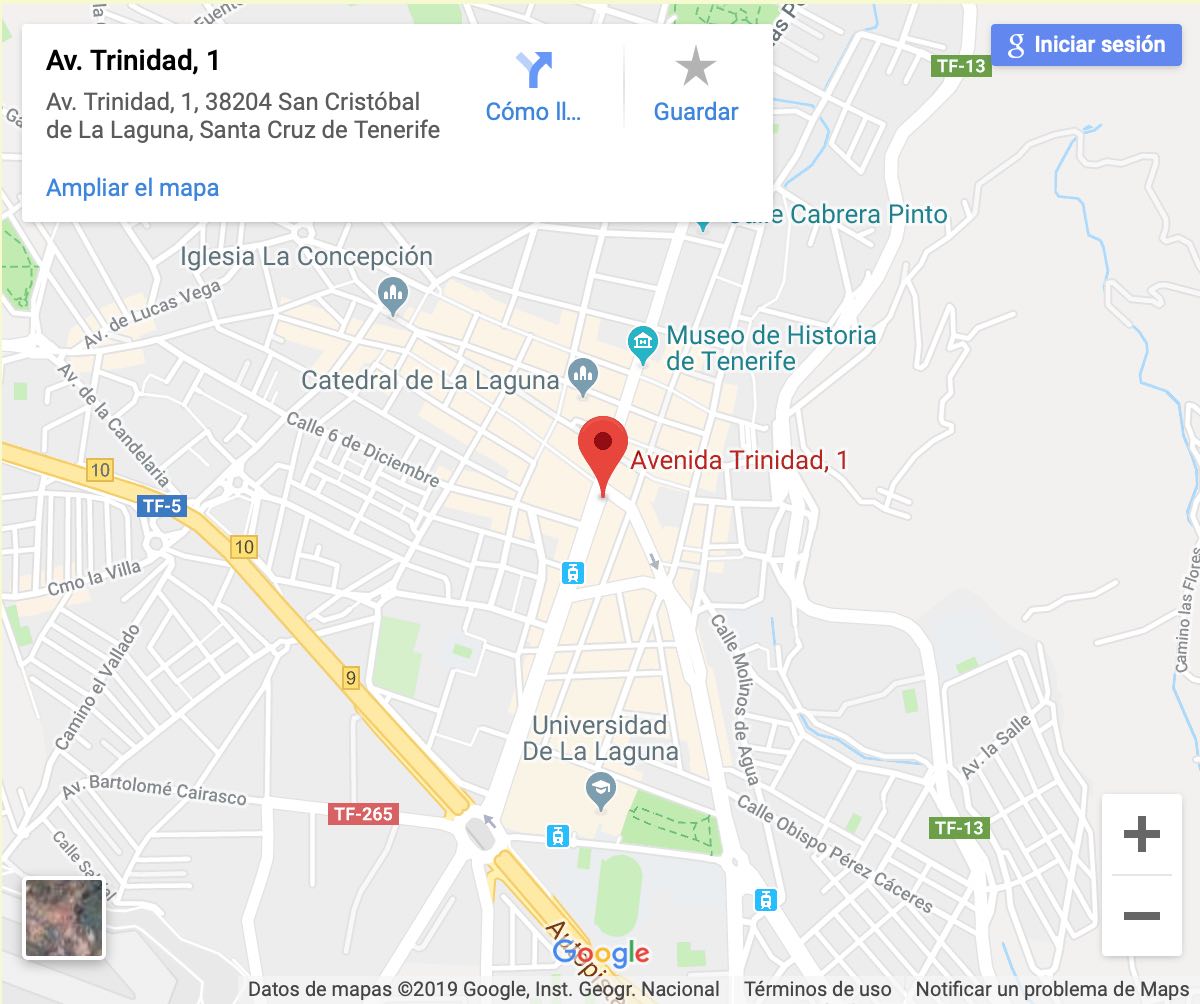 Av. Trinidad, 1
Av. Trinidad, 1, 38204 San Cristóbal
de La Laguna, Santa Cruz de Tenerife
Ampliar el mapa
Cómo ll...
Guardar
Iniciar sesión
TF-13
Cabrera Pinto
Iglesia La Concepción
Av. de Lucas Vega
Museo de Historia
de Tenerife
Catedral de La Laguna
Av. de la Candelaria
Calle 6 de Diciembre
Avenida Trinidad, 1
10
TF-5
10
Cmo la Villa
Camino las Flores
Camino el Vallado
Calle Molinos de Agua
9
Universidad
De La Laguna
Av. la Salle
Av. Bartolomé Cairasco
TF-265
Calle Obispo Pérez Cáceres
TF-13
Calle
Google
Datos de mapas ©2019 Google, Inst. Geogr. Nacional
Términos de uso
Notificar un problema de Maps